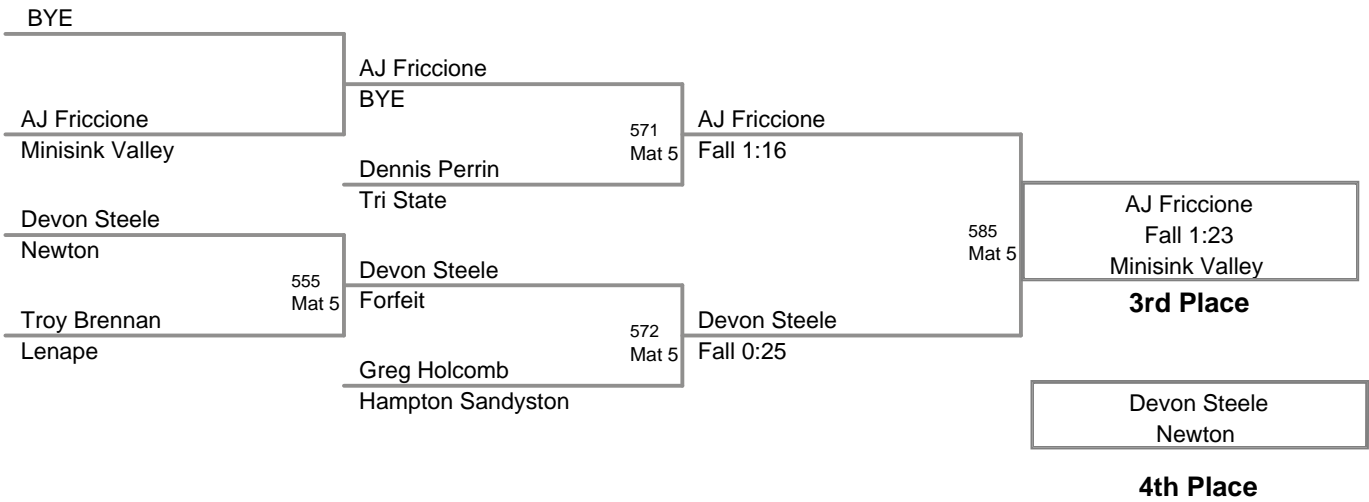 BYE
AJ Friccione
BYE
AJ Friccione
Minisink Valley
571
Mat 5
AJ Friccione
Fall 1:16
Dennis Perrin
Tri State
Devon Steele
Newton
555
Mat 5
Devon Steele
Forfeit
Troy Brennan
Lenape
572
Mat 5
Devon Steele
Fall 0:25
Greg Holcomb
Hampton Sandyston
585
Mat 5
AJ Friccione
Fall 1:23
Minisink Valley
3rd Place
Devon Steele
Newton
4th Place